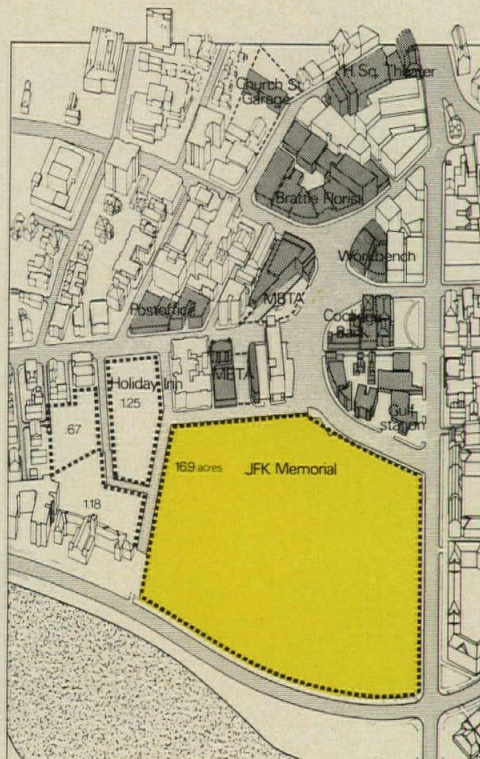 Church St.
Garage
H. Sq. Theater
Brattle Florist
Workbench
Postoffice
MBTA
Coolidge
Bank
MBTA
Holiday Inn
1.25
Gulf
station
.67
16.9 acres
JFK Memorial
1.18